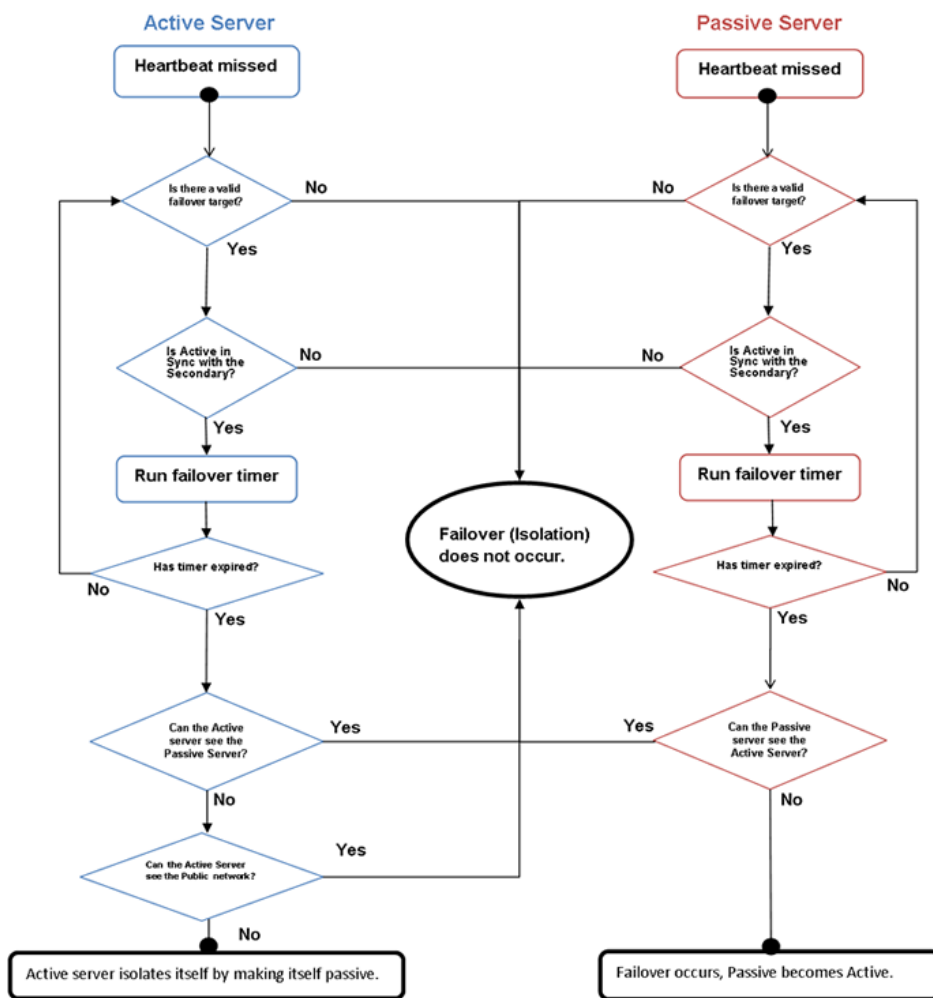 Active Server
Passive Server
Heartbeat missed
Heartbeat missed
Is there a valid
failover target?
No
No
Is there a valid
failover target?
Yes
Yes
Is Active in
Sync with the
Secondary?
No
No
Is Active in
Sync with the
Secondary?
Yes
Yes
Run failover timer
Run failover timer
Failover (Isolation)
does not occur.
Has timer expired?
No
Has timer expired?
No
Yes
Yes
Can the Active
server see the
Passive Server?
Yes
Yes
Can the Passive
server see the
Active Server?
No
No
Can the Active Server
see the Public network?
Yes
No
Active server isolates itself by making itself passive.
Failover occurs, Passive becomes Active.